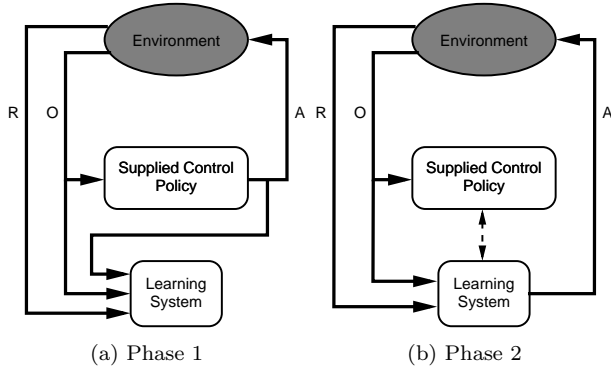 Environment
R
O
A
Supplied Control
Policy
Learning
System
(a) Phase 1
Environment
R
O
A
Supplied Control
Policy
Learning
System
(b) Phase 2